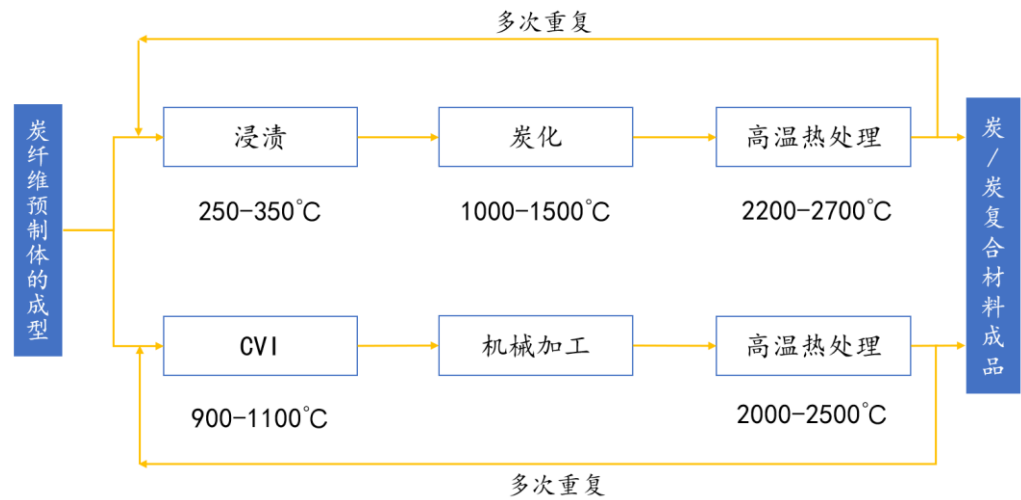 多次重复
炭纤维预制体的成型
浸渍
炭化
高温热处理
250-350℃
1000-1500℃
2200-2700℃
CVI
机械加工
高温热处理
900-1100℃
2000-2500℃
多次重复
炭/炭复合材料成品